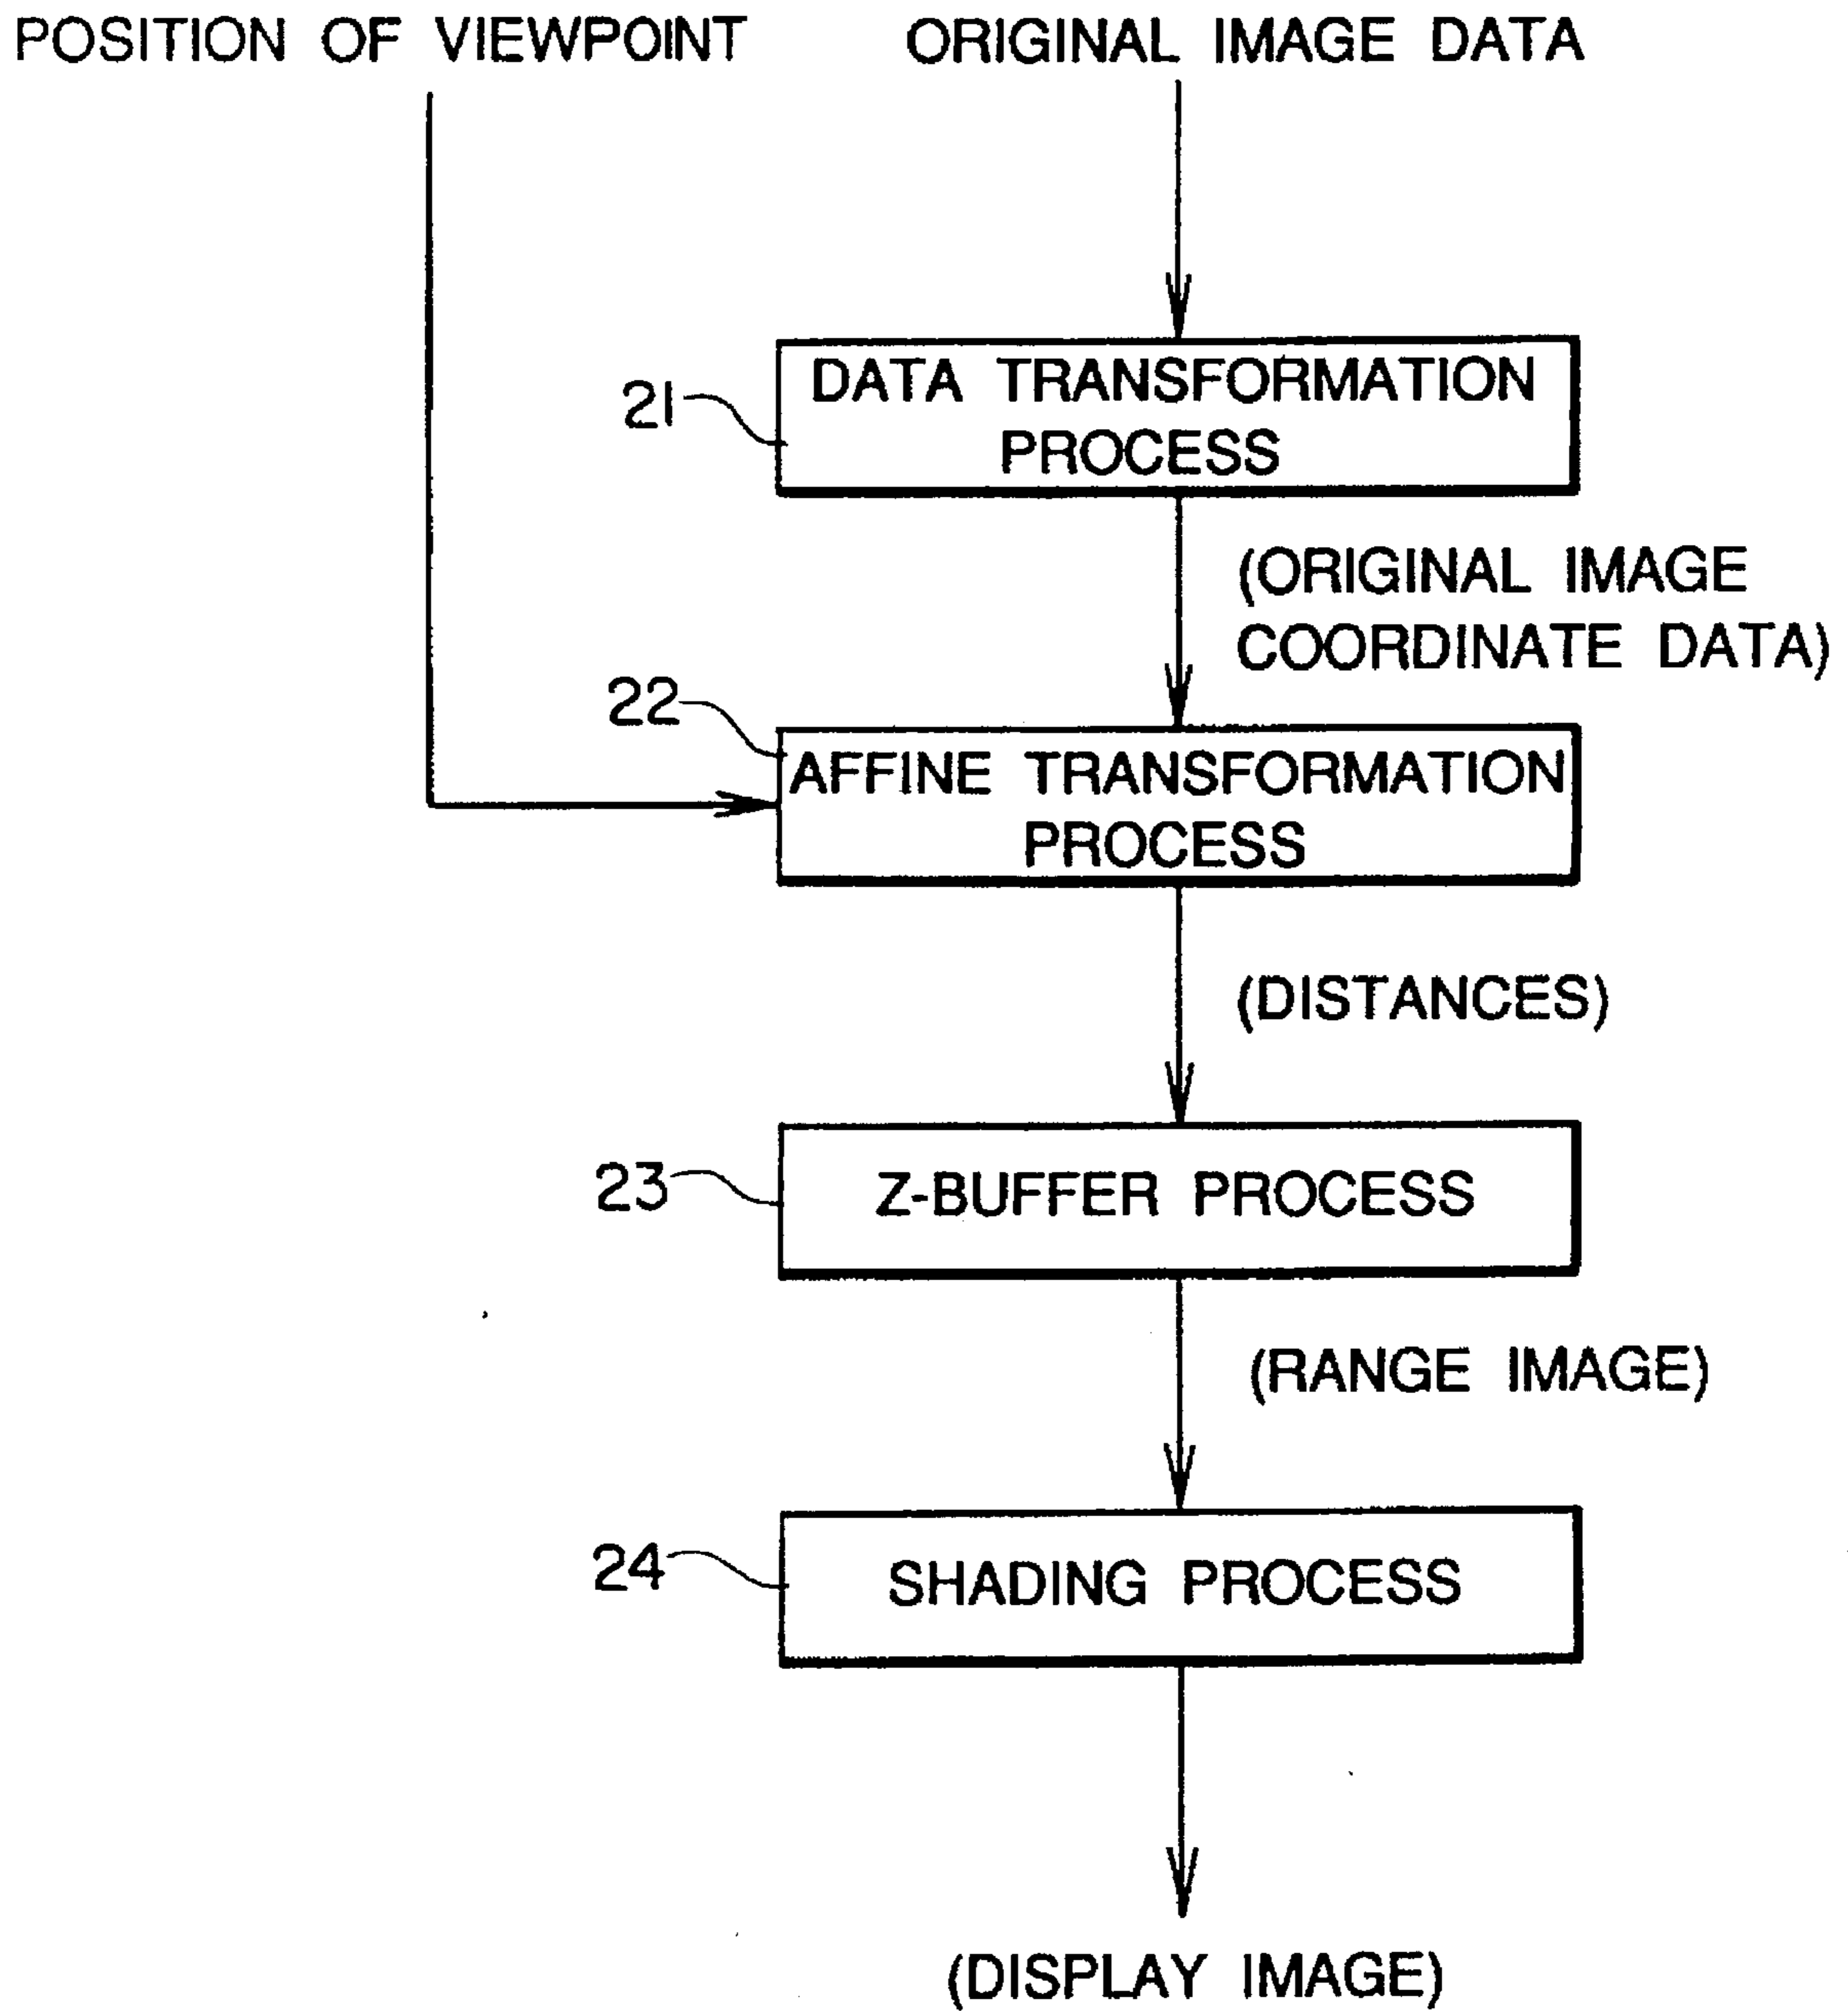 POSITION OF VIEWPOINT
ORIGINAL IMAGE DATA
21
DATA TRANSFORMATION
PROCESS
(ORIGINAL IMAGE
COORDINATE DATA)
22
AFFINE TRANSFORMATION
PROCESS
(DISTANCES)
23
Z-BUFFER PROCESS
(RANGE IMAGE)
24
SHADING PROCESS
(DISPLAY IMAGE)